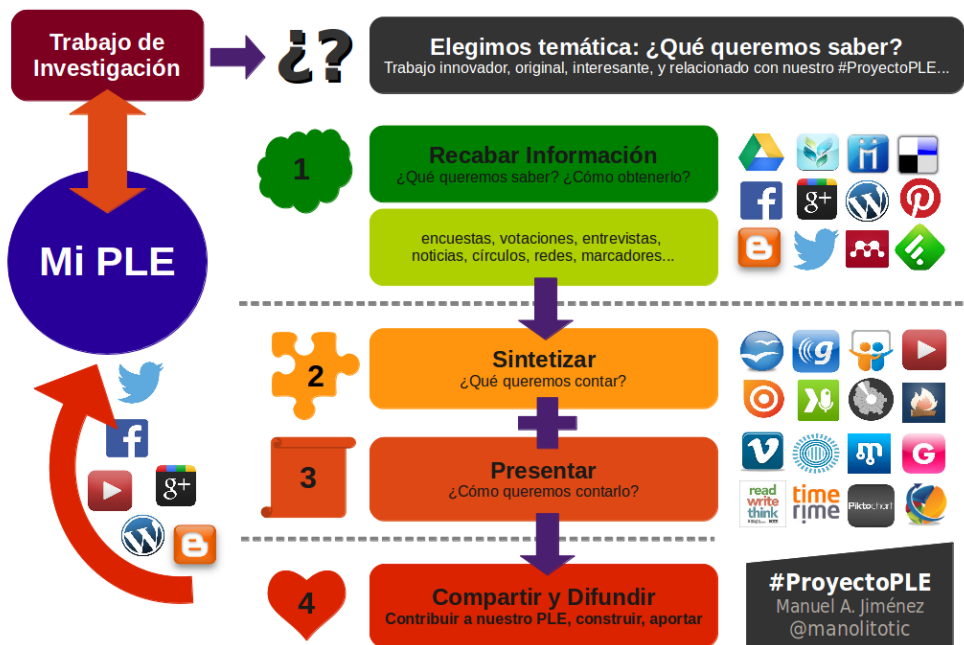 Trabajo de
Investigación
¿?
Elegimos temática: ¿Qué queremos saber?
Trabajo innovador, original, interesante, y relacionado con nuestro #ProyectoPLE...
1
Recabar Información
¿Qué queremos saber? ¿Cómo obtenerlo?
encuestas, votaciones, entrevistas,
noticias, círculos, redes, marcadores...
g+
Mi PLE
2
Sintetizar
¿Qué queremos contar?
g
3
Presentar
¿Cómo queremos contarlo?
G
read
write
think
time
rime
Piktochart
g+
4
Compartir y Difundir
Contribuir a nuestro PLE, construir, aportar
#ProyectoPLE
Manuel A. Jiménez
@manolitotic